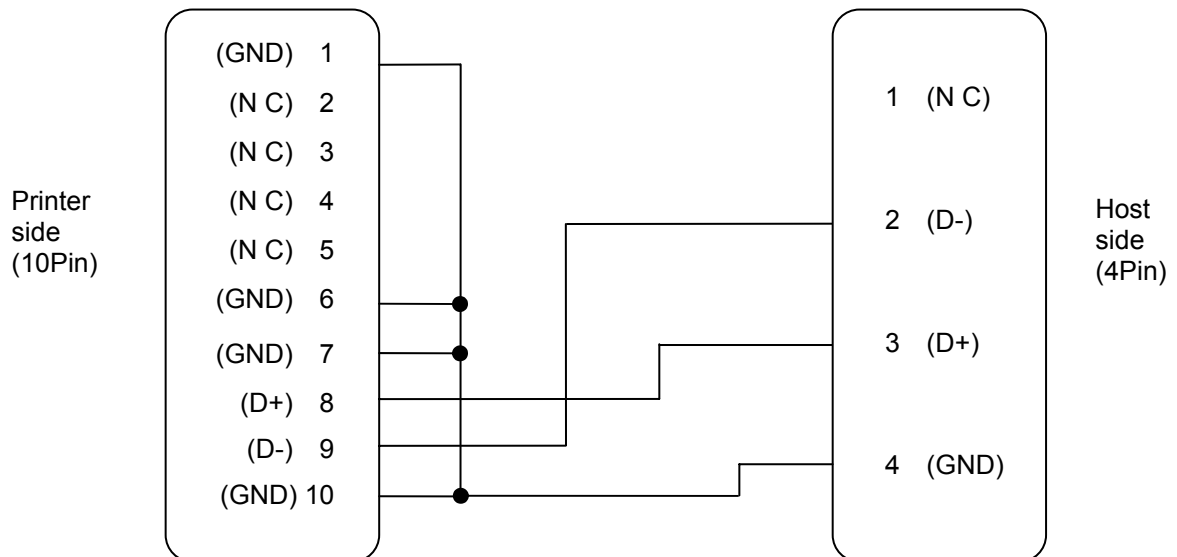 Printer
side
(10Pin)
(GND) 1
(N C) 2
(N C) 3
(N C) 4
(N C) 5
(GND) 6
(GND) 7
(D+) 8
(D-) 9
(GND) 10
1 (N C)
2 (D-)
3 (D+)
4 (GND)
Host
side
(4Pin)